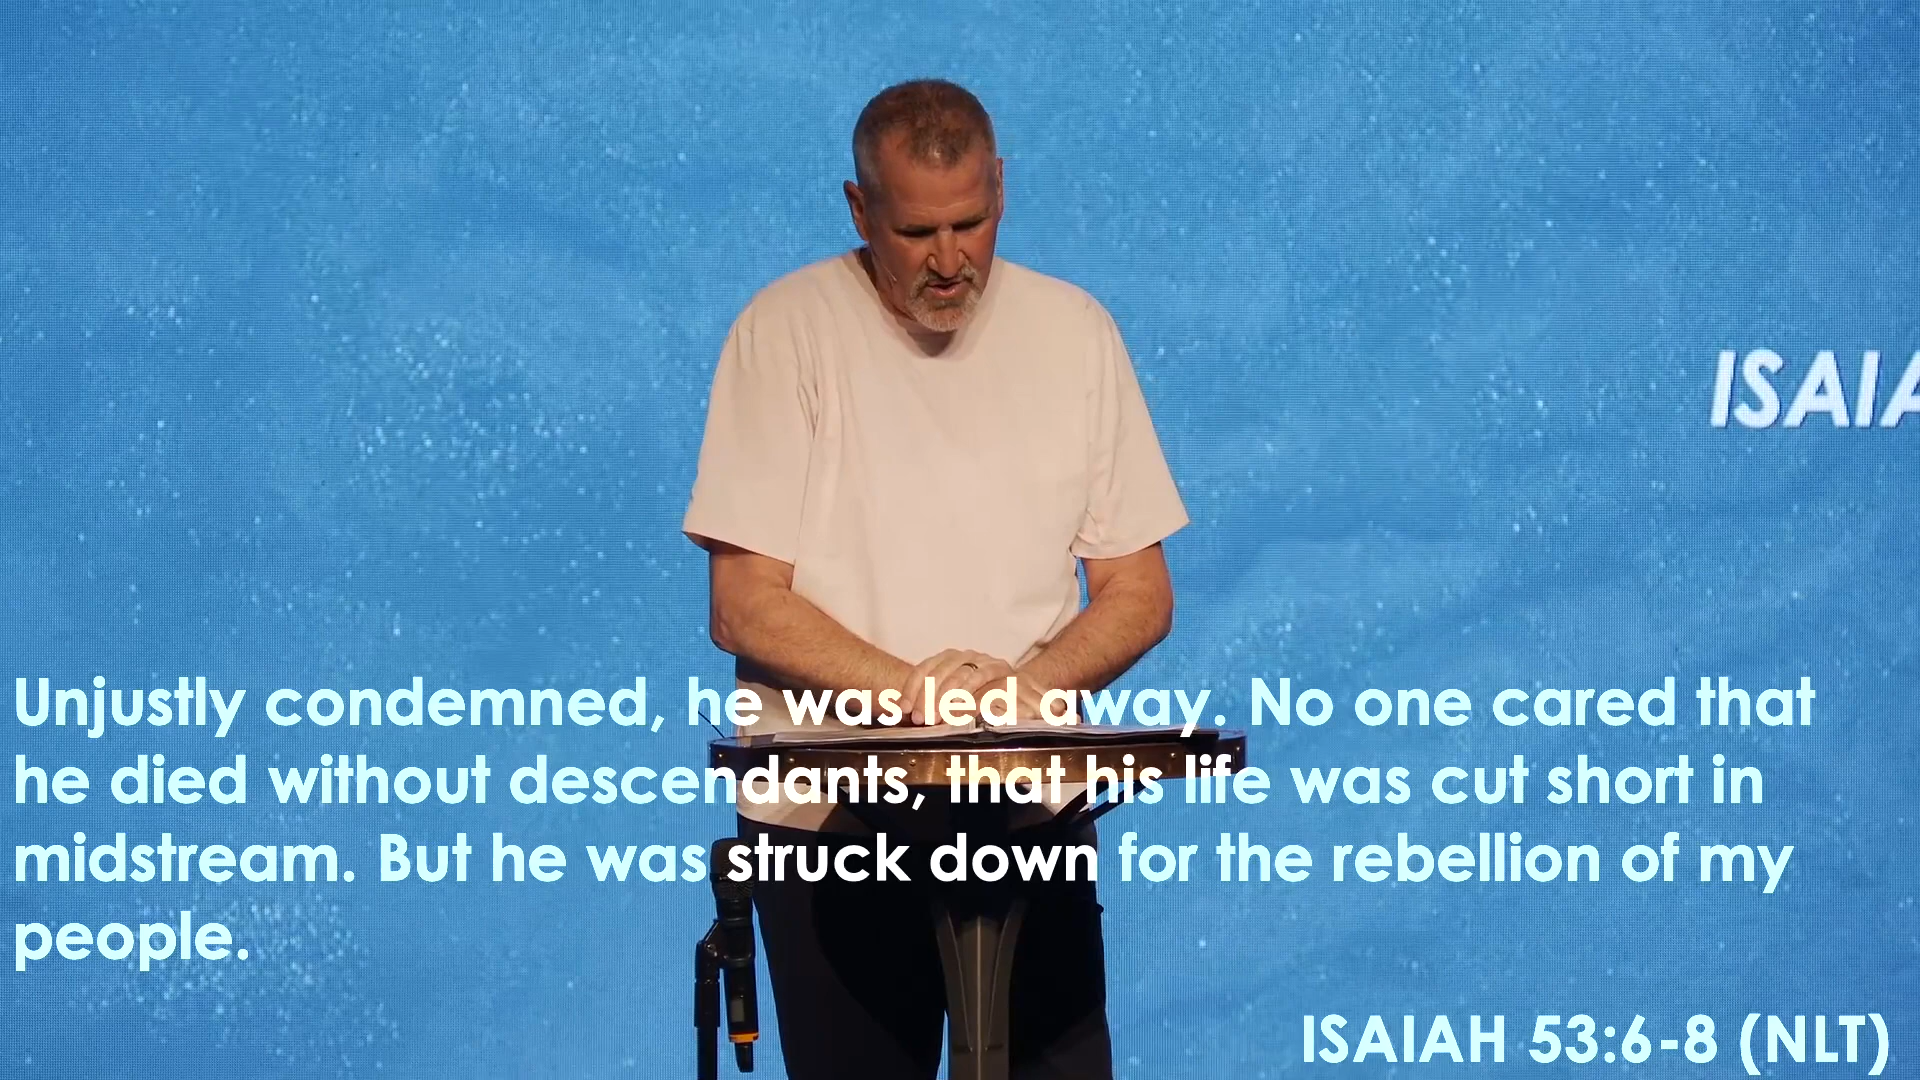 ISAIA
Unjustly condemned, he was led away. No one cared that
he died without descendants, that his life was cut short in
midstream. But he was struck down for the rebellion of my
people.
ISAIAH 53:6-8 (NLT)